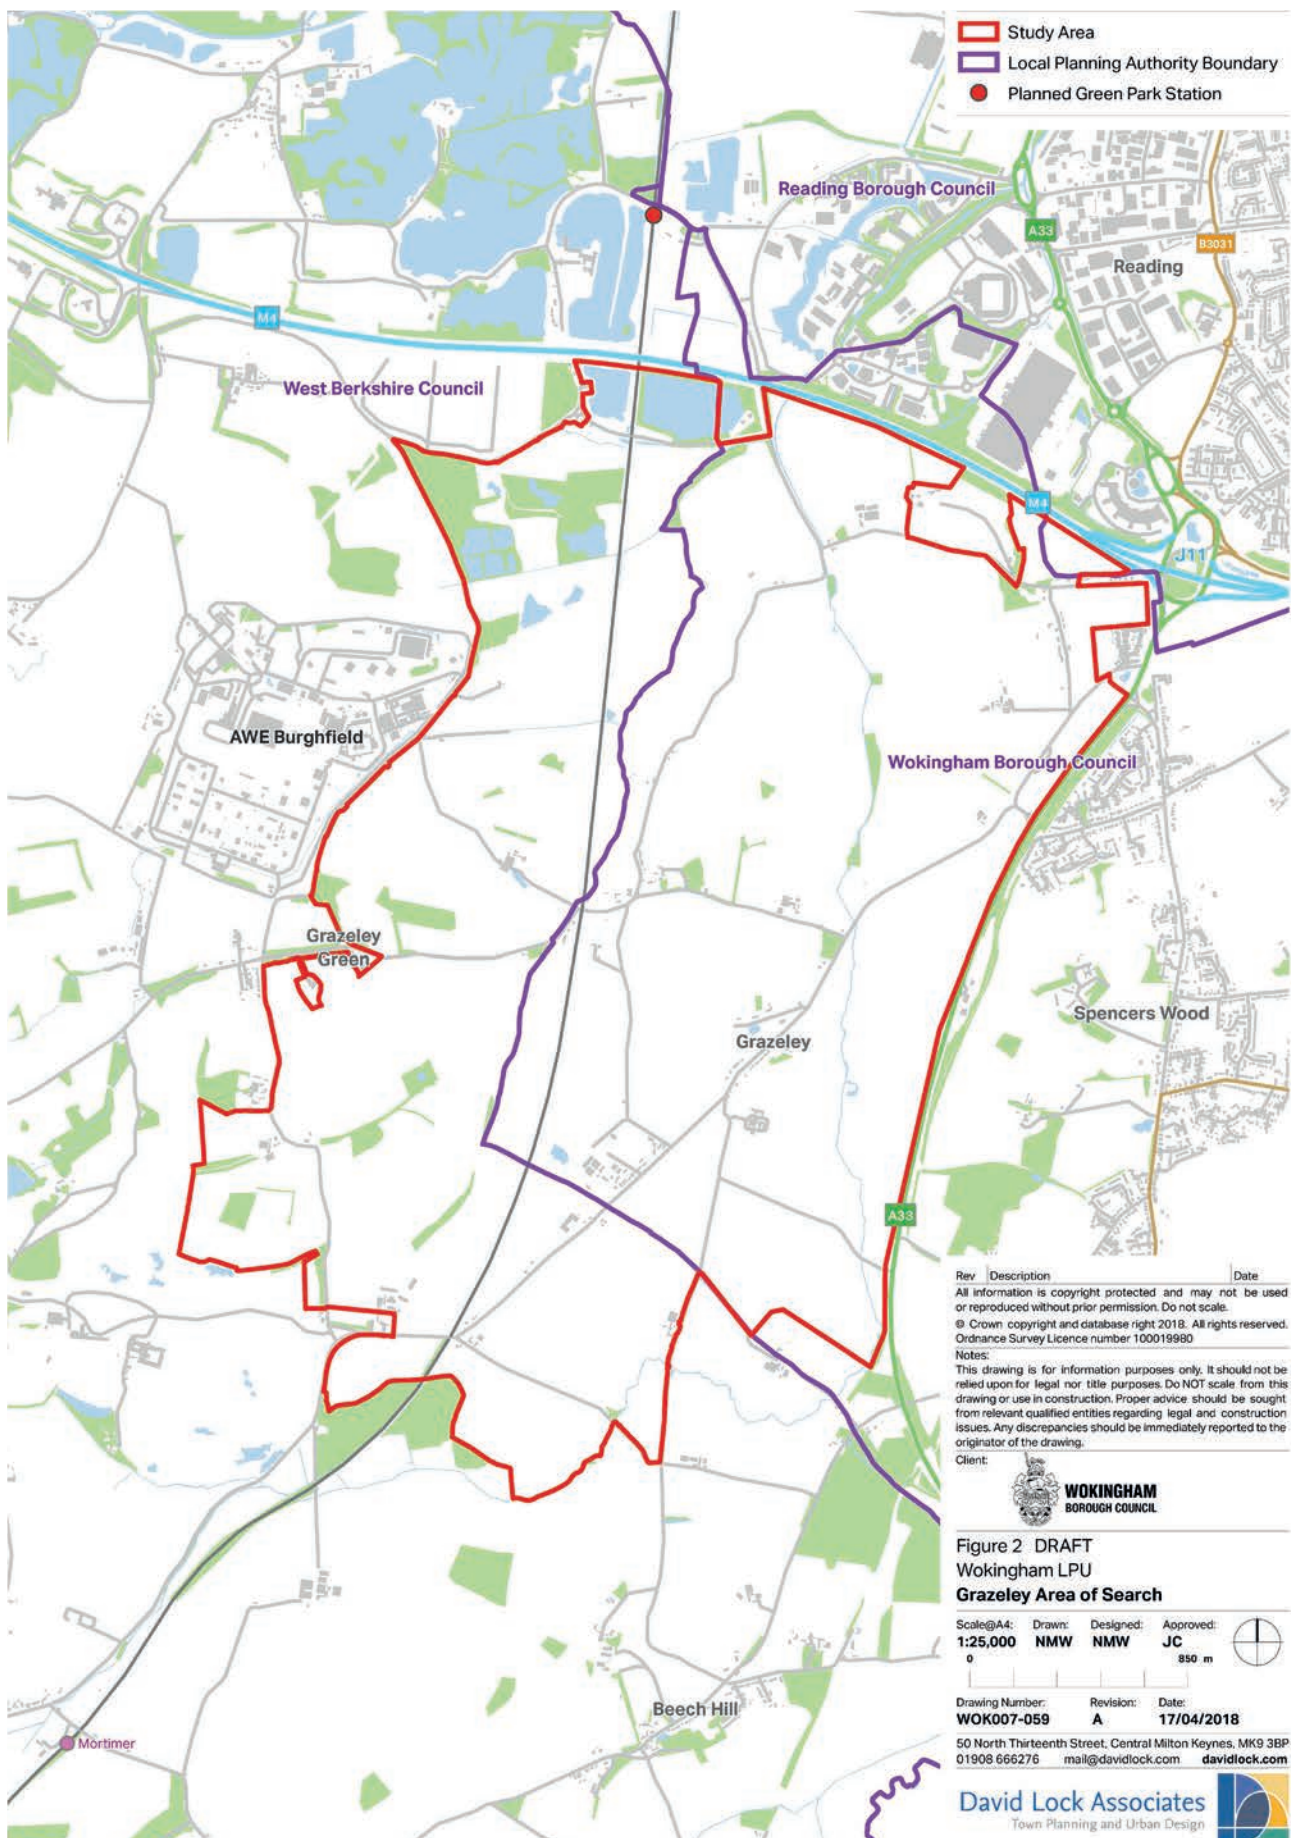 Study Area
Local Planning Authority Boundary
Planned Green Park Station
Reading Borough Council
A33
B3031
Reading
M4
West Berkshire Council
M4
J11
AWE Burghfield
Wokingham Borough Council
Grazeley
Green
Spencers Wood
Grazeley
A33
Beech Hill
Mortimer
Rev Description Date
All information is copyright protected and may not be used
or reproduced without prior permission. Do not scale.
© Crown copyright and database right 2018. All rights reserved.
Ordnance Survey Licence number 100019980
Notes:
This drawing is for information purposes only. It should not be
relied upon for legal nor title purposes. Do NOT scale from this
drawing or use in construction. Proper advice should be sought
from relevant qualified entities regarding legal and construction
issues. Any discrepancies should be immediately reported to the
originator of the drawing.
Client:
WOKINGHAM
BOROUGH COUNCIL
Figure 2 DRAFT
Wokingham LPU
Grazeley Area of Search
Scale@A4: Drawn: Designed: Approved:
1:25,000 NMW NMW JC
0 850 m
Drawing Number: Revision: Date:
WOK007-059 A 17/04/2018
50 North Thirteenth Street, Central Milton Keynes, MK9 3BP
01908 666276 mail@davidlock.com davidlock.com
David Lock Associates
Town Planning and Urban Design